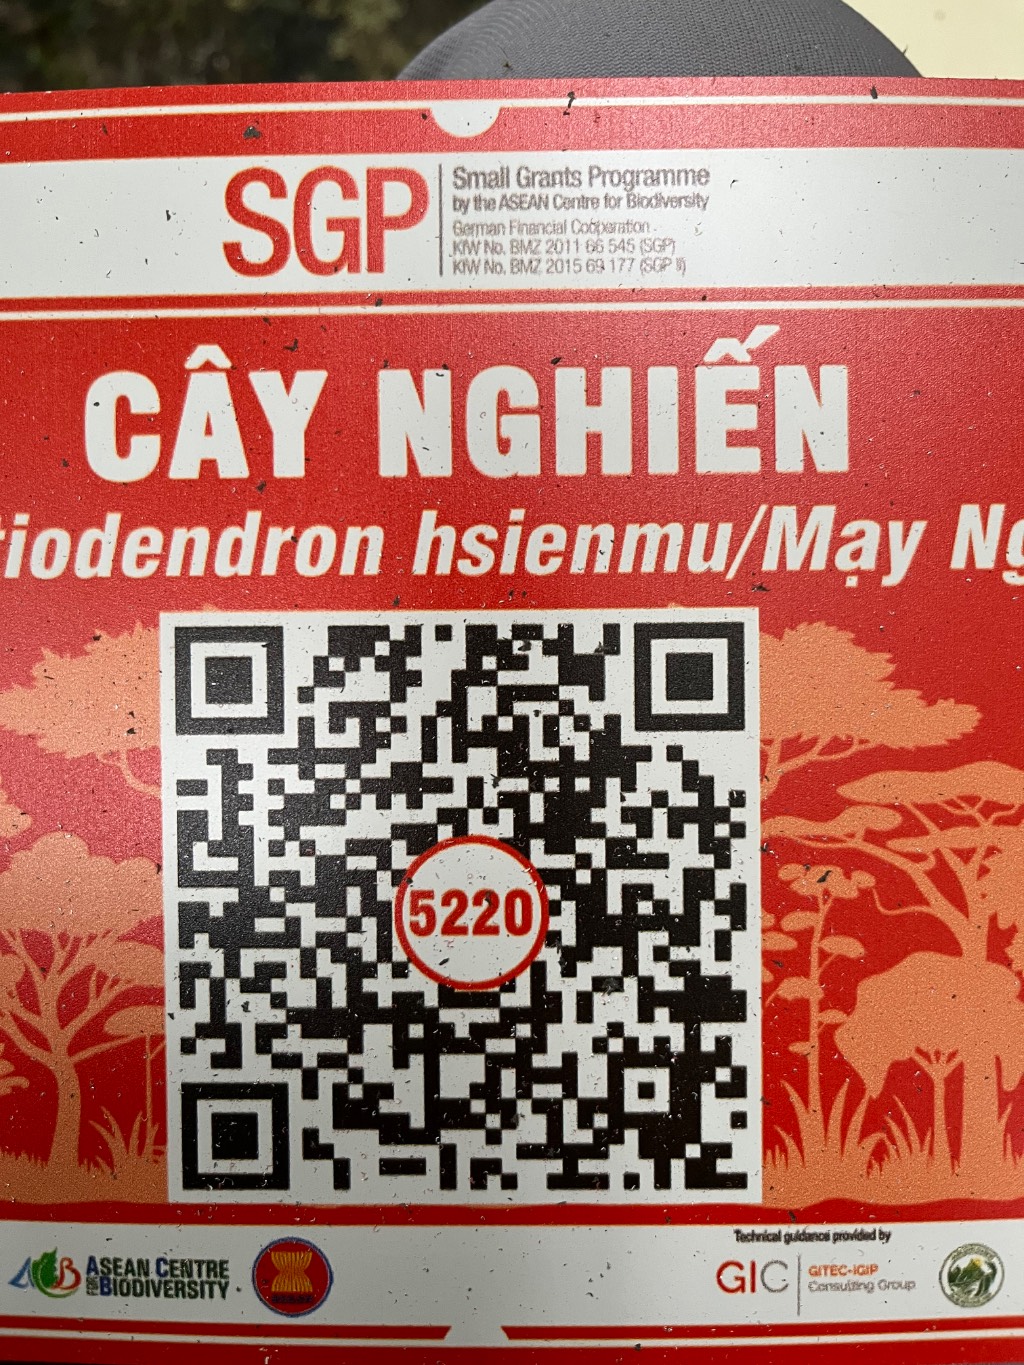 SGP
Small Grants Programme
by the ASEAN Centre for Biodiversity
German Financial Cooperation
KfW No. BMZ 2011 66 545 (SGP)
KfW No. BMZ 2015 69 177 (SGP II)
CÂY NGHIẾN
iodendron hsienmu/Mạy Ng
5220
ASEAN CENTRE
FOR BIODIVERSITY
Technical guidance provided by
GIC
GITEC-IGIP
Consulting Group